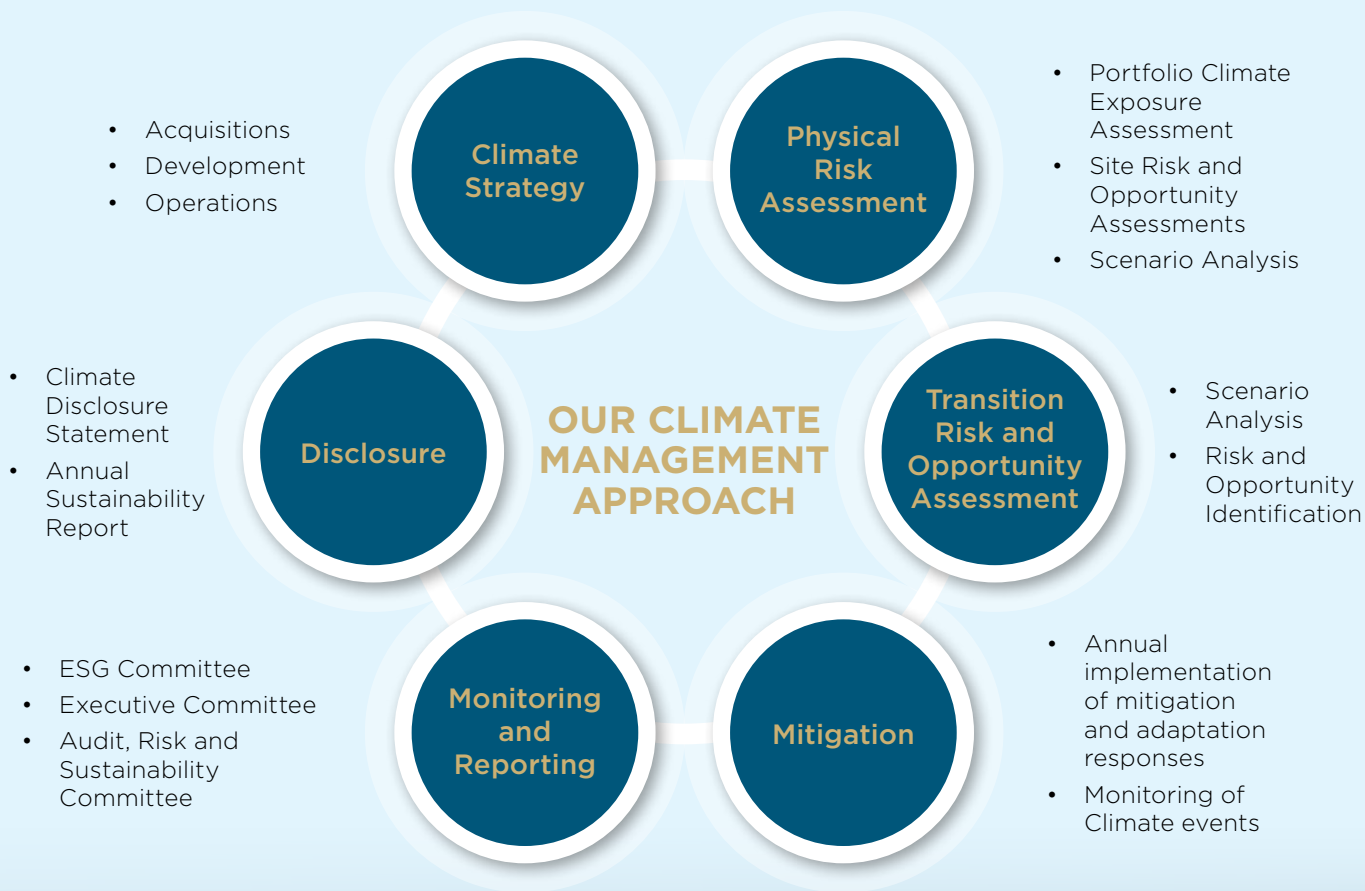 Climate
Strategy
• Acquisitions
• Development
• Operations
Physical
Risk
Assessment
• Portfolio Climate
Exposure
Assessment
• Site Risk and
Opportunity
Assessments
• Scenario Analysis
OUR CLIMATE
MANAGEMENT
APPROACH
Transition
Risk and
Opportunity
Assessment
• Scenario
Analysis
• Risk and
Opportunity
Identification
Mitigation
• Annual
implementation
of mitigation
and adaptation
responses
• Monitoring of
Climate events
Monitoring
and
Reporting
• ESG Committee
• Executive Committee
• Audit, Risk and
Sustainability
Committee
Disclosure
• Climate
Disclosure
Statement
• Annual
Sustainability
Report